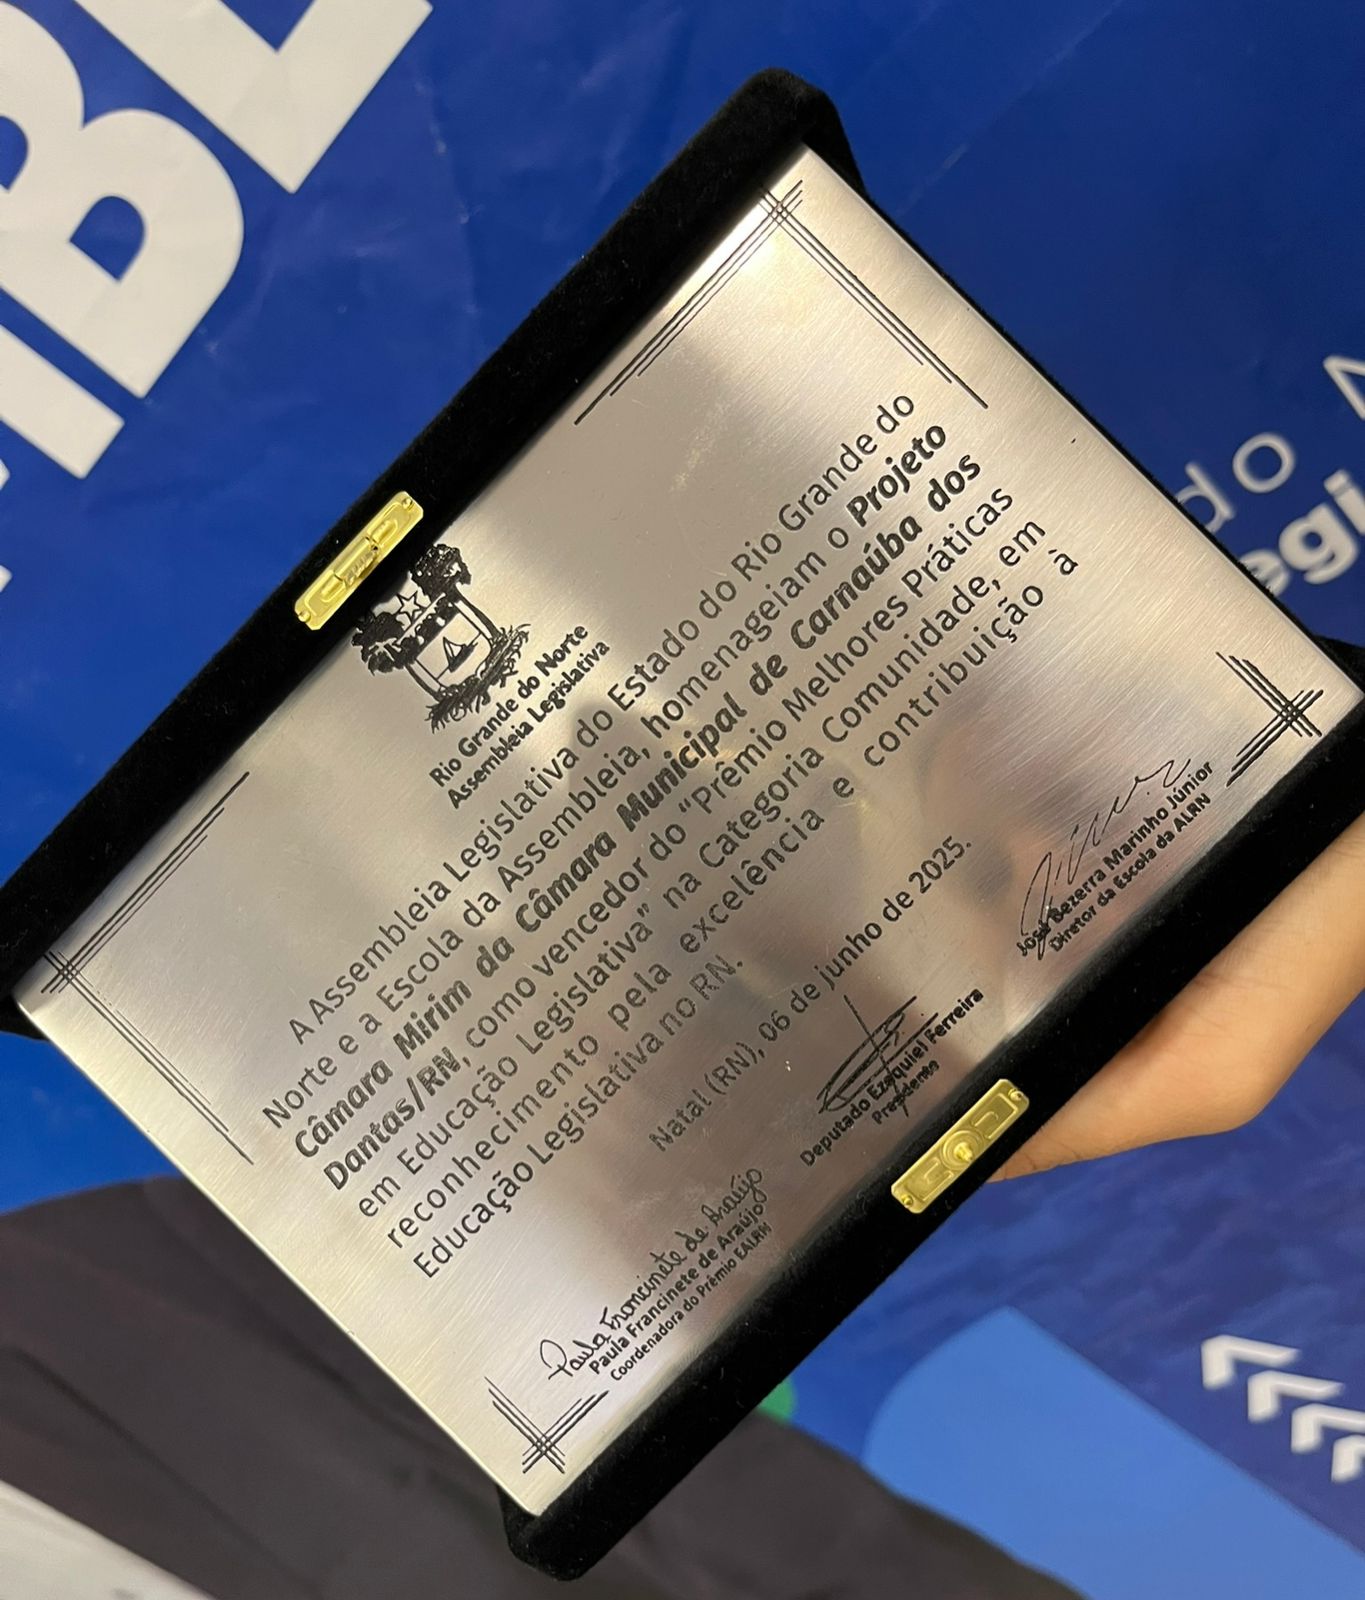 Rio Grande do Norte
Assembleia Legislativa
A Assembleia Legislativa do Estado do Rio Grande do
Norte e a Escola da Assembleia, homenageiam o Projeto
Câmara Mirim da Câmara Municipal de Carnaúba dos
Dantas/RN, como vencedor do "Prêmio Melhores Práticas
em Educação Legislativa" na Categoria Comunidade, em
reconhecimento pela excelência e contribuição à
Educação Legislativa no RN.
Natal (RN), 06 de junho de 2025.
Paula Francinete de Araújo
Paula Francinete de Araújo
Coordenadora do Prêmio EALRN
Deputado Ezequiel Ferreira
Presidente
José Bezerra Marinho Júnior
Diretor da Escola da ALRN